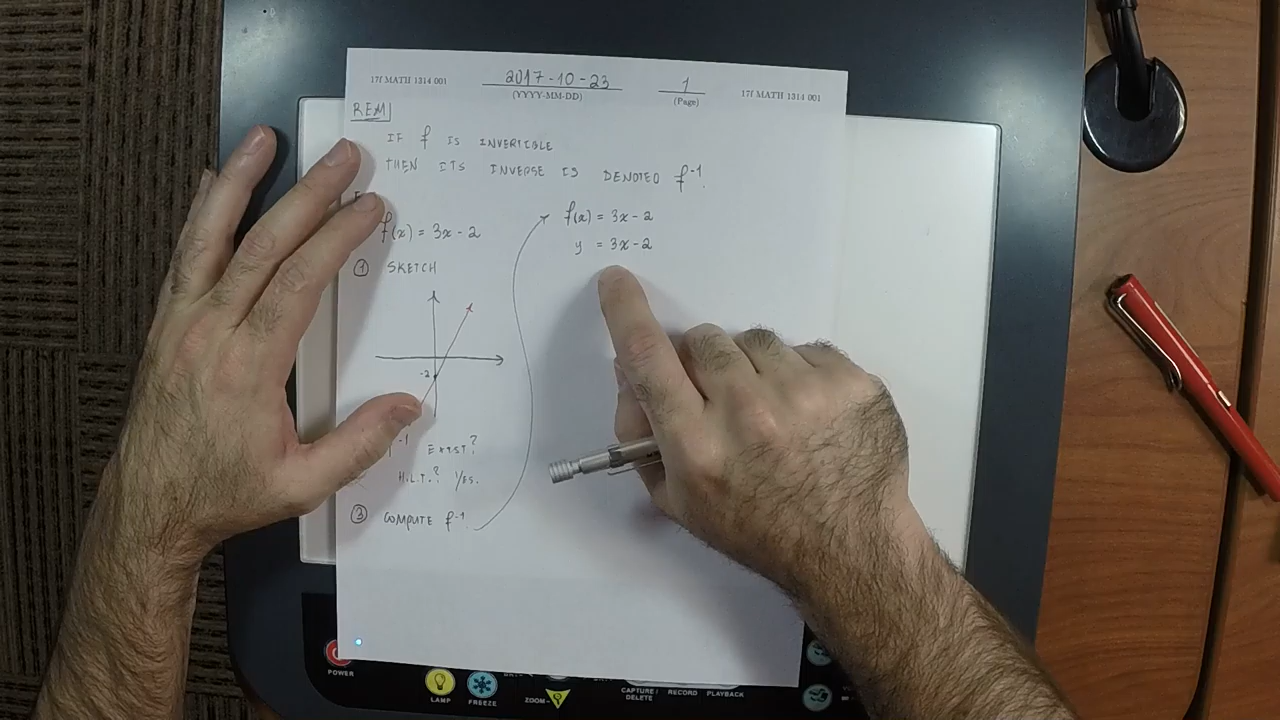 17f MATH 1314 001
2017-10-23
(YYYY-MM-DD)
1
(Page)
17f MATH 1314 001
REM
IF f IS INVERTIBLE
THEN ITS INVERSE IS DENOTED f⁻¹.
f(x) = 3x - 2
① SKETCH
-2
⁻¹ EXIST?
H.L.T.? YES.
③ COMPUTE f⁻¹.
f(x) = 3x - 2
y = 3x - 2
POWER
LAMP
FREEZE
ZOOM
CAPTURE / DELETE
RECORD
PLAYBACK